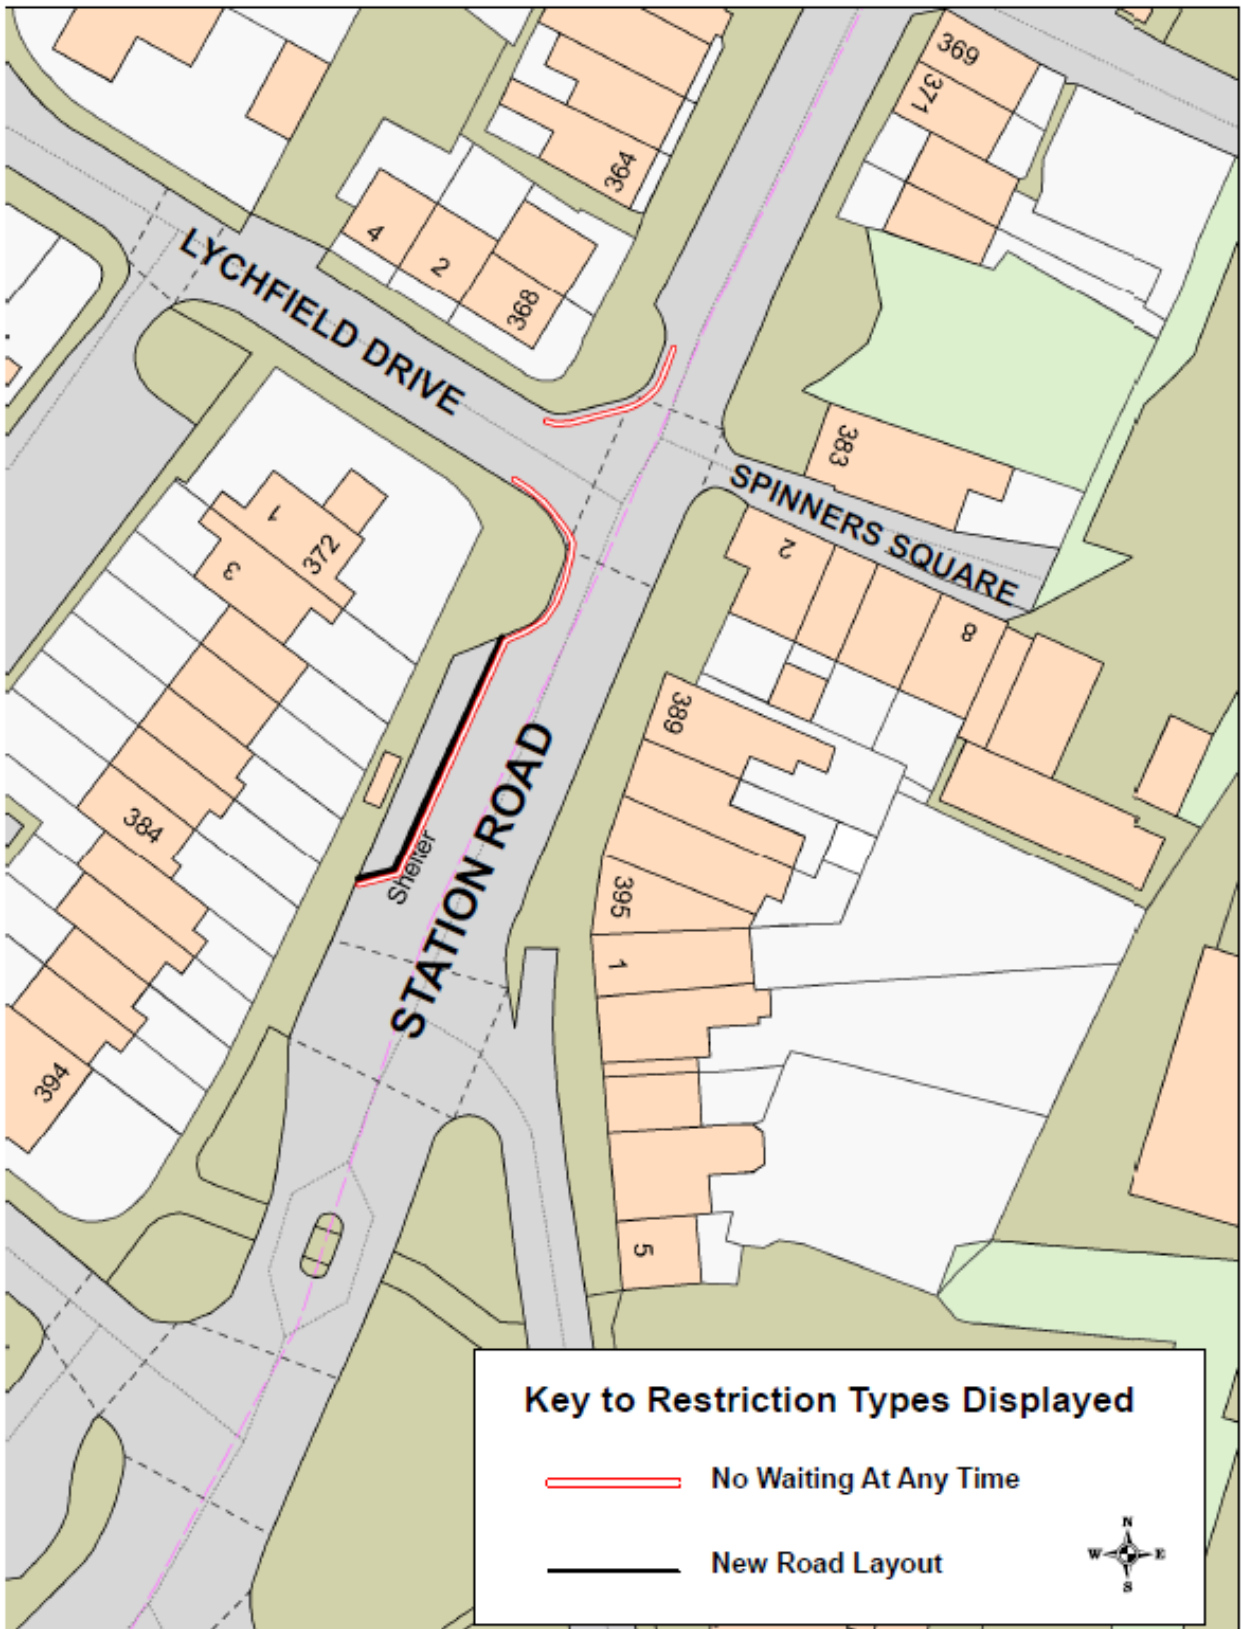 369
371
364
4
2
368
LYCHFIELD DRIVE
383
SPINNERS SQUARE
1
372
3
2
8
389
384
Shelter
STATION ROAD
395
1
394
5
Key to Restriction Types Displayed
No Waiting At Any Time
New Road Layout
N
W E
S